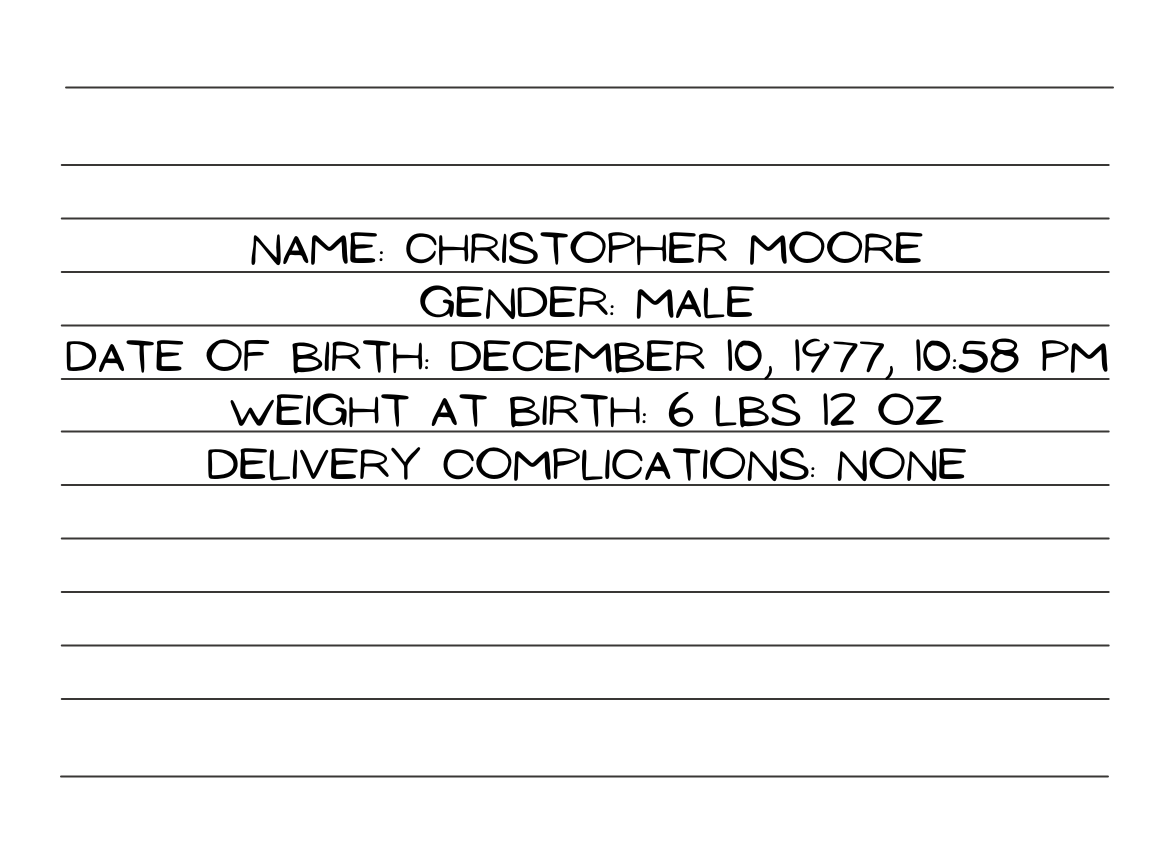 NAME: CHRISTOPHER MOORE
GENDER: MALE
DATE OF BIRTH: DECEMBER 10, 1977, 10:58 PM
WEIGHT AT BIRTH: 6 LBS 12 OZ
DELIVERY COMPLICATIONS: NONE